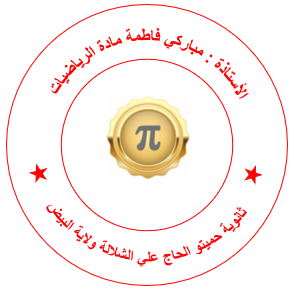 الأستاذة : مباركي فاطمة مادة الرياضيات
π
ثانوية حميتو الحاج علي الشلالة ولاية البيض